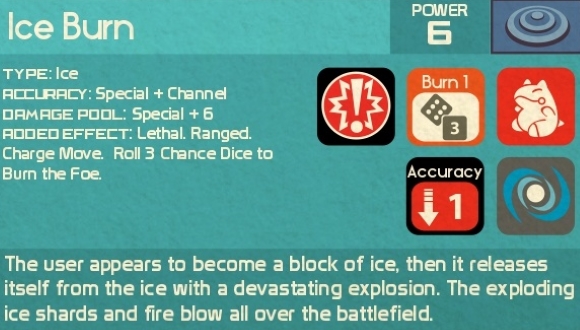 Ice Burn
POWER
6
TYPE: Ice
ACCURACY: Special + Channel
DAMAGE POOL: Special + 6
ADDED EFFECT: Lethal. Ranged.
Charge Move. Roll 3 Chance Dice to
Burn the Foe.
Burn 1
3
Accuracy
1
The user appears to become a block of ice, then it releases
itself from the ice with a devastating explosion. The exploding
ice shards and fire blow all over the battlefield.